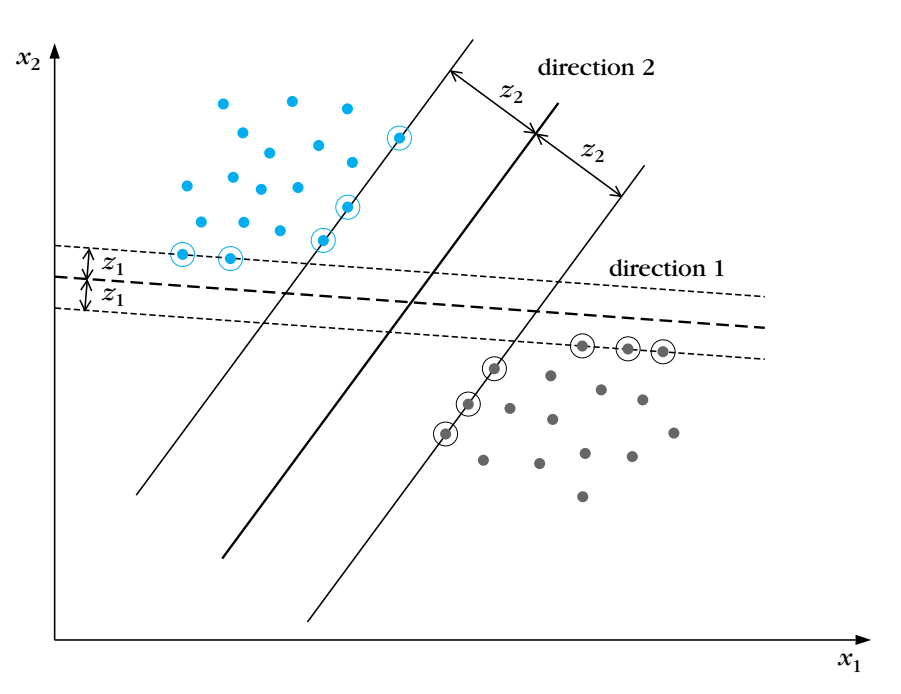 x₂
direction 2
z₂
z₂
direction 1
z₁
z₁
x₁